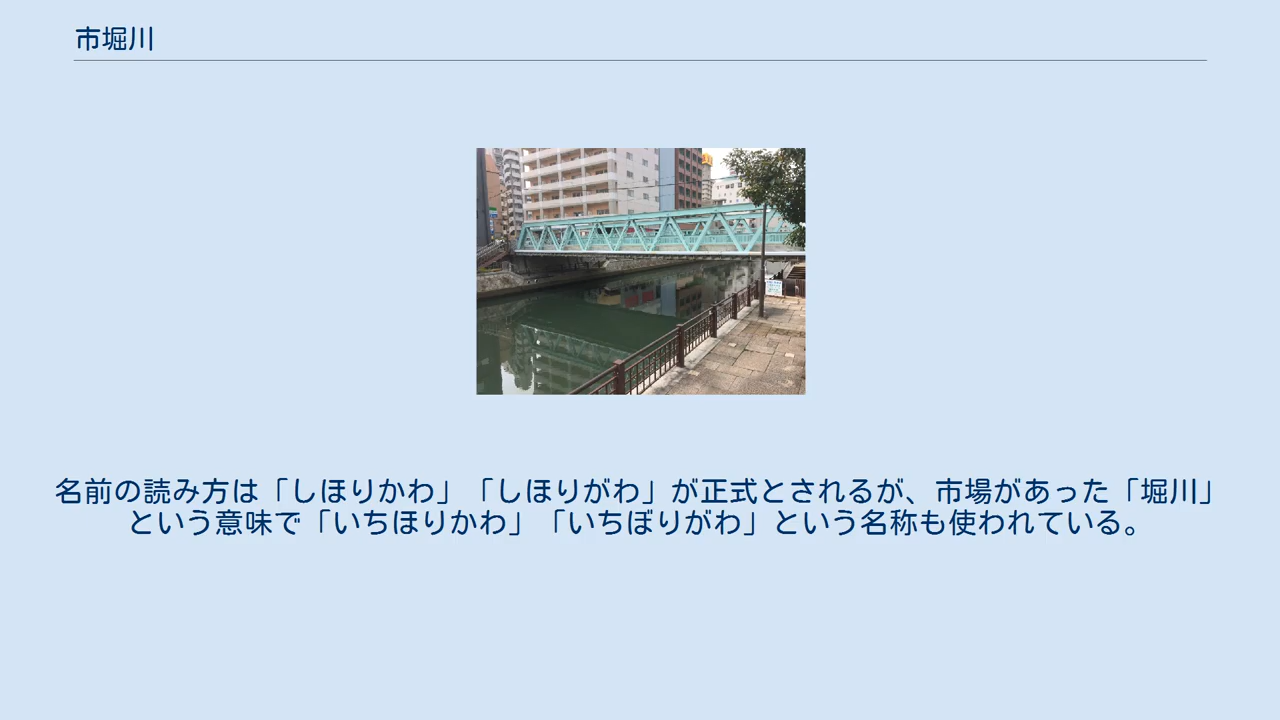 市堀川
名前の読み方は「しほりかわ」「しほりがわ」が正式とされるが、市場があった「堀川」
という意味で「いちほりかわ」「いちぼりがわ」という名称も使われている。